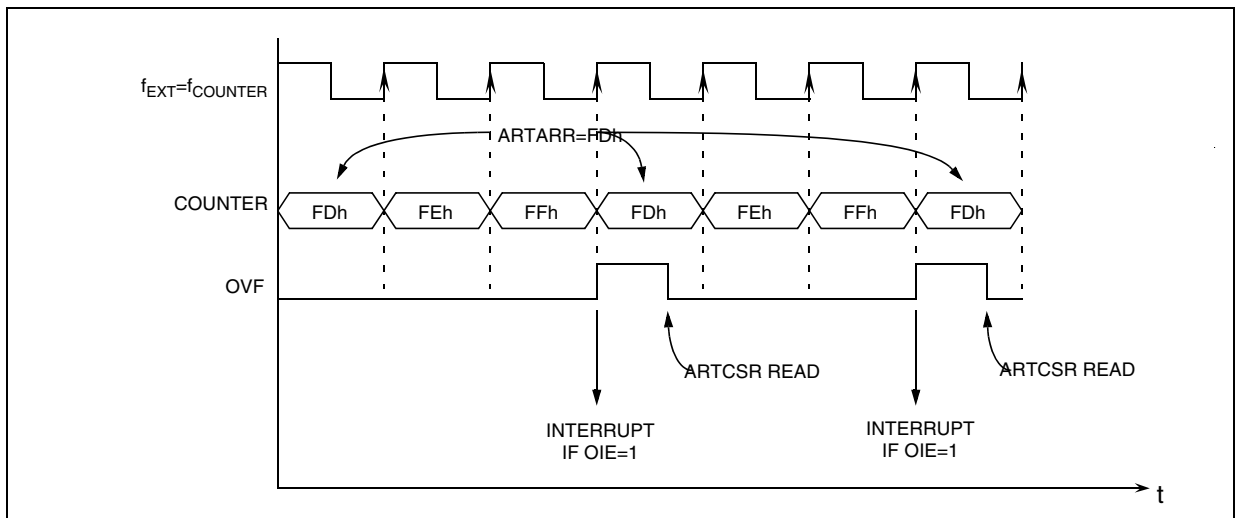 fEXT=fCOUNTER
ARTARR=FDh
COUNTER
FDh FEh FFh FDh FEh FFh FDh
OVF
ARTCSR READ
ARTCSR READ
INTERRUPT
IF OIE=1
INTERRUPT
IF OIE=1
t